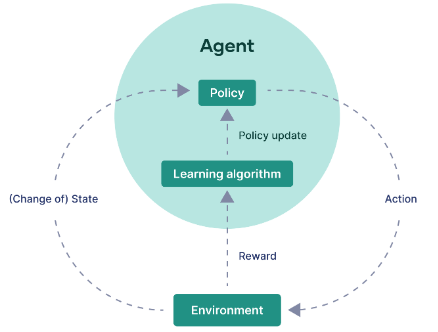 Agent
Policy
Policy update
Learning algorithm
(Change of) State
Action
Reward
Environment